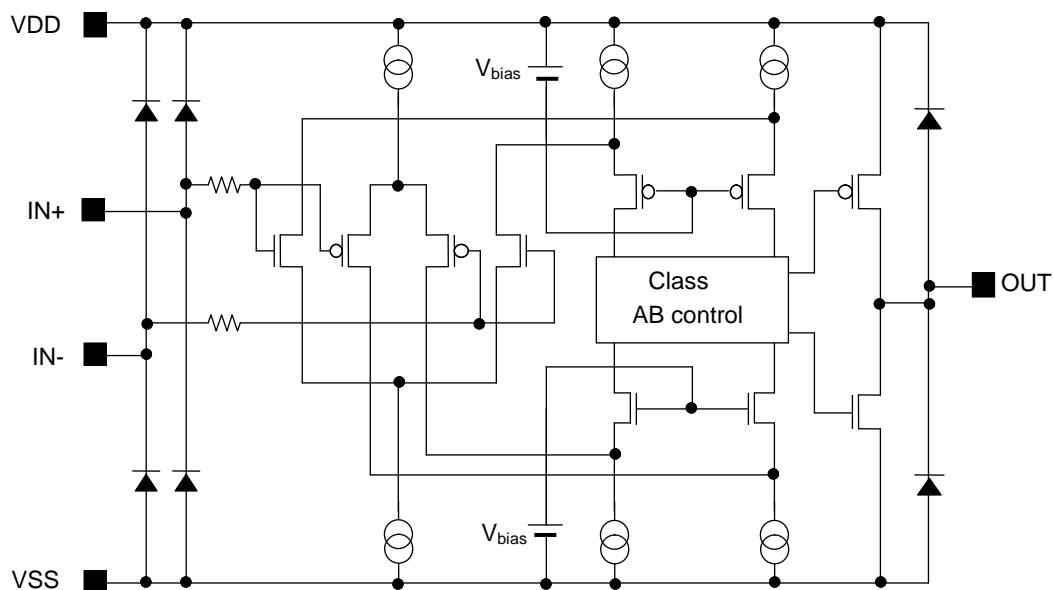 VDD
Vbias
IN+
Class
AB control
OUT
IN-
Vbias
VSS